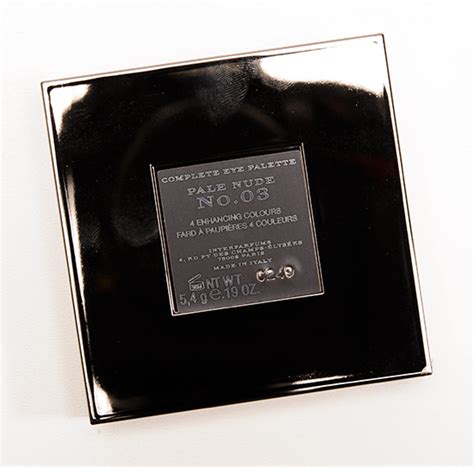 COMPLETE EYE PALETTE
PALE NUDE
No.03
4 ENHANCING COLOURS
FARD À PAUPIÈRES 4 COULEURS
INTERPARFUMS
4, RD PT DES CHAMPS-ÉLYSÉES
75008 PARIS
MADE IN ITALY
NT WT
5,4 g e .19 OZ.